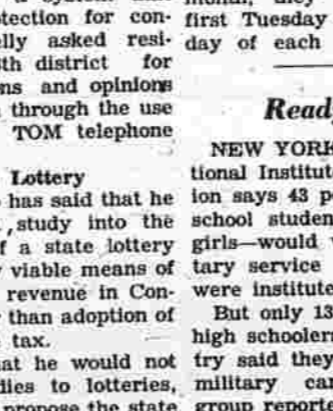 tection for con-
lly asked resi-
th district for
ns and opinions
through the use
TOM telephone
Lottery
has said that he
, study into the
f a state lottery
viable means of
revenue in Con-
than adoption of
tax.
at he would not
dies to lotteries,
propose the state
first Tuesday
day of each
Read
NEW YORK
tional Institut
ion says 43 p
school studen
girls—would
tary service
were institute
But only 13
high schoolers
try said they
military ca
group reporte